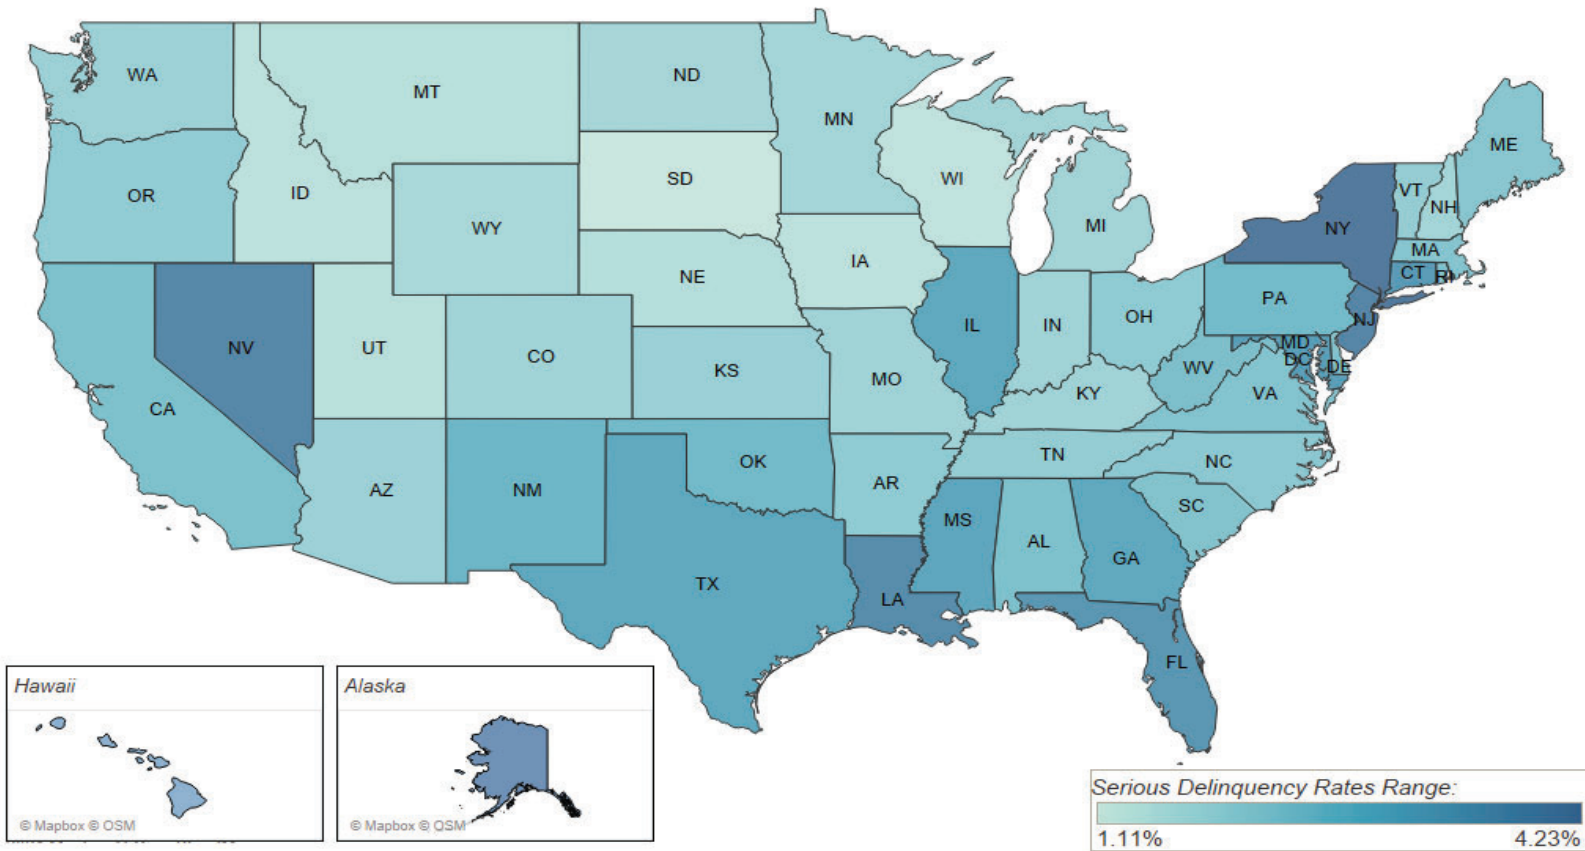 WA
MT
ND
MN
ME
OR
ID
SD
WI
VT
NH
WY
MI
NY
MA
IA
NE
CT
RI
PA
NV
UT
CO
IL
IN
OH
NJ
MD
DC
DE
KS
MO
WV
CA
KY
VA
AZ
NM
OK
AR
TN
NC
MS
AL
SC
GA
TX
LA
FL
Hawaii
© Mapbox © OSM
Alaska
© Mapbox © OSM
Serious Delinquency Rates Range:
1.11%
4.23%